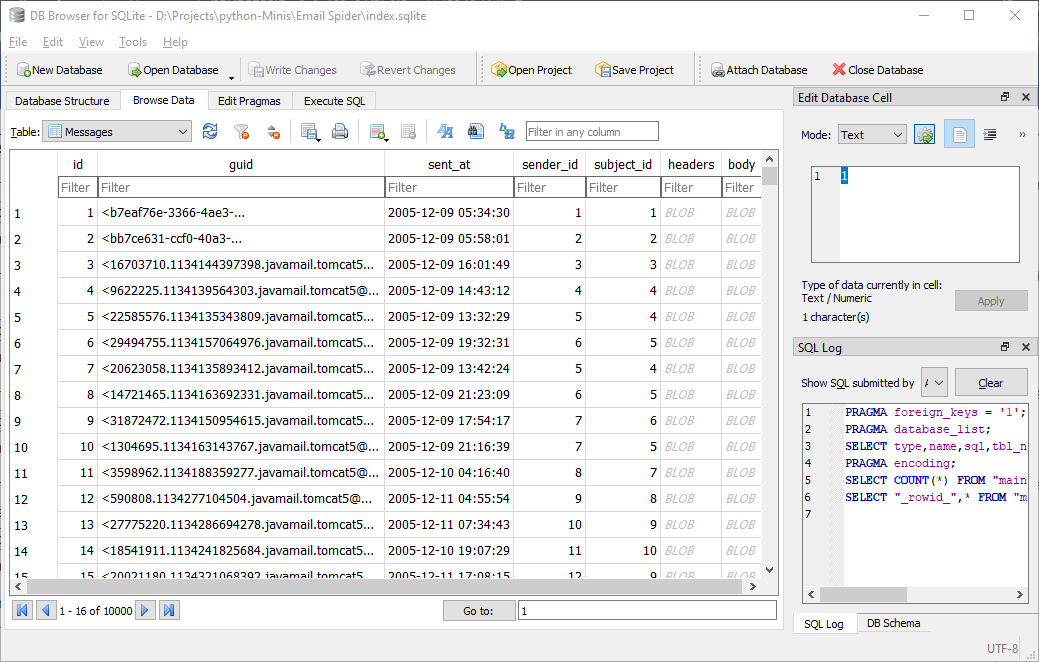 DB Browser for SQLite - D:\Projects\python-Minis\Email Spider\index.sqlite
File Edit View Tools Help
New Database Open Database Write Changes Revert Changes Open Project Save Project Attach Database Close Database
Database Structure Browse Data Edit Pragmas Execute SQL
Table: Messages Filter in any column
id guid sent_at sender_id subject_id headers body
Filter Filter Filter Filter Filter Filter Filter
1 1 <b7eaf76e-3366-4ae3-... 2005-12-09 05:34:30 1 1 BLOB BLOB
2 2 <bb7ce631-ccf0-40a3-... 2005-12-09 05:58:01 2 2 BLOB BLOB
3 3 <16703710.1134144397398.javamail.tomcat5... 2005-12-09 16:01:49 3 3 BLOB BLOB
4 4 <9622225.1134139564303.javamail.tomcat5@... 2005-12-09 14:43:12 4 4 BLOB BLOB
5 5 <22585576.1134135343809.javamail.tomcat5... 2005-12-09 13:32:29 5 4 BLOB BLOB
6 6 <29494755.1134157064976.javamail.tomcat5... 2005-12-09 19:32:31 6 5 BLOB BLOB
7 7 <20623058.1134135893412.javamail.tomcat5... 2005-12-09 13:42:24 5 4 BLOB BLOB
8 8 <14721465.1134163692331.javamail.tomcat5... 2005-12-09 21:23:09 6 5 BLOB BLOB
9 9 <31872472.1134150954615.javamail.tomcat5... 2005-12-09 17:54:17 7 6 BLOB BLOB
10 10 <1304695.1134163143767.javamail.tomcat5@... 2005-12-09 21:16:39 7 5 BLOB BLOB
11 11 <3598962.1134188359277.javamail.tomcat5@... 2005-12-10 04:16:40 8 7 BLOB BLOB
12 12 <590808.1134277104504.javamail.tomcat5@... 2005-12-11 04:55:54 9 8 BLOB BLOB
13 13 <27775220.1134286694278.javamail.tomcat5... 2005-12-11 07:34:43 10 9 BLOB BLOB
14 14 <18541911.1134241825684.javamail.tomcat5... 2005-12-10 19:07:29 11 10 BLOB BLOB
15 15 <20021180.1134321068392.javamail.tomcat5... 2005-12-11 17:08:15 12 9 BLOB BLOB
1 - 16 of 10000 Go to: 1
Edit Database Cell
Mode: Text
1 1
Type of data currently in cell:
Text / Numeric
1 character(s)
Apply
SQL Log
Show SQL submitted by Clear
1 PRAGMA foreign_keys = '1';
2 PRAGMA database_list;
3 SELECT type,name,sql,tbl_n
4 PRAGMA encoding;
5 SELECT COUNT(*) FROM "main
6 SELECT "_rowid_",* FROM "m
7
SQL Log DB Schema
UTF-8